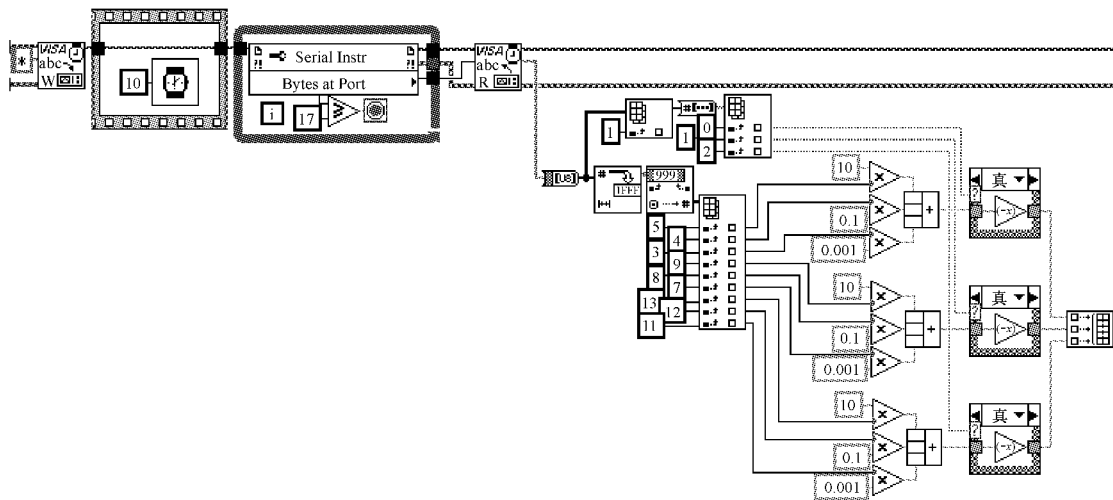 *
VISA
abc
W
10
Serial Instr
Bytes at Port
i
17
VISA
abc
R
[U8]
1
#[•••]
1
0
2
#
1FFF
999
#
5
4
3
9
8
7
13
12
11
10
×
0.1
×
0.001
×
+
10
×
0.1
×
0.001
×
+
10
×
0.1
×
0.001
×
+
真
?
(-x)
真
?
(-x)
真
?
(-x)